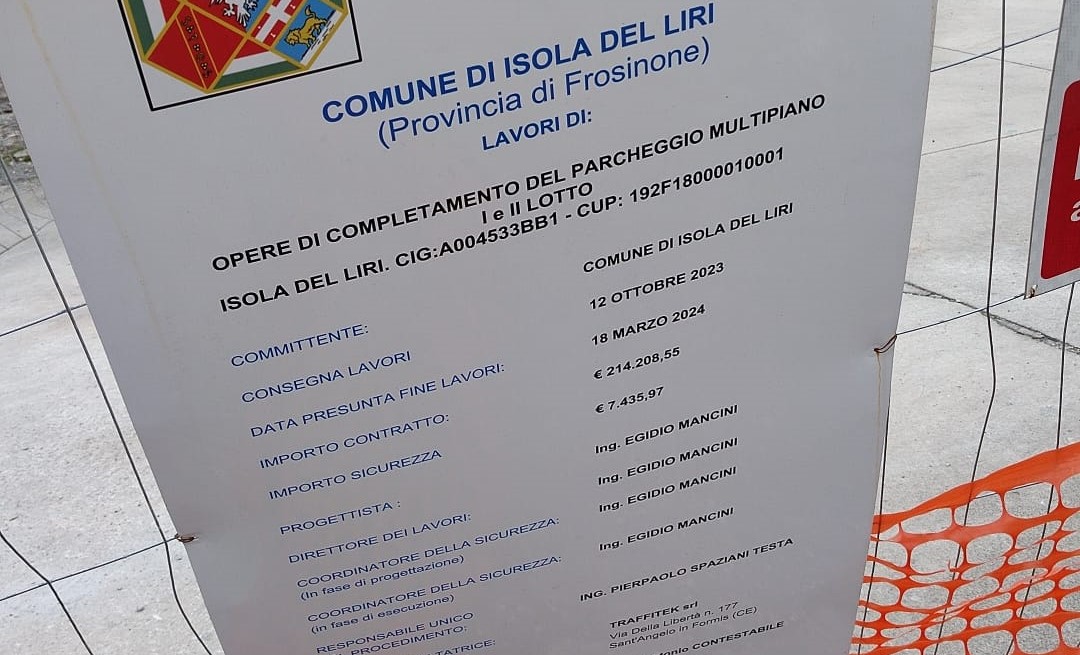 COMUNE DI ISOLA DEL LIRI
(Provincia di Frosinone)
LAVORI DI:
OPERE DI COMPLETAMENTO DEL PARCHEGGIO MULTIPIANO
I e II LOTTO
ISOLA DEL LIRI. CIG:A004533BB1 - CUP: 192F18000010001
COMMITTENTE: COMUNE DI ISOLA DEL LIRI
CONSEGNA LAVORI 12 OTTOBRE 2023
DATA PRESUNTA FINE LAVORI: 18 MARZO 2024
IMPORTO CONTRATTO: € 214.208,55
IMPORTO SICUREZZA € 7.435,97
PROGETTISTA : Ing. EGIDIO MANCINI
DIRETTORE DEI LAVORI: Ing. EGIDIO MANCINI
COORDINATORE DELLA SICUREZZA: Ing. EGIDIO MANCINI
(in fase di progettazione)
COORDINATORE DELLA SICUREZZA: Ing. EGIDIO MANCINI
(in fase di esecuzione)
RESPONSABILE UNICO ING. PIERPAOLO SPAZIANI TESTA
PROCEDIMENTO:
TRAFFITEK srl
Via Della Libertà n. 177
Sant'Angelo in Formis (CE)
CONTESTABILE